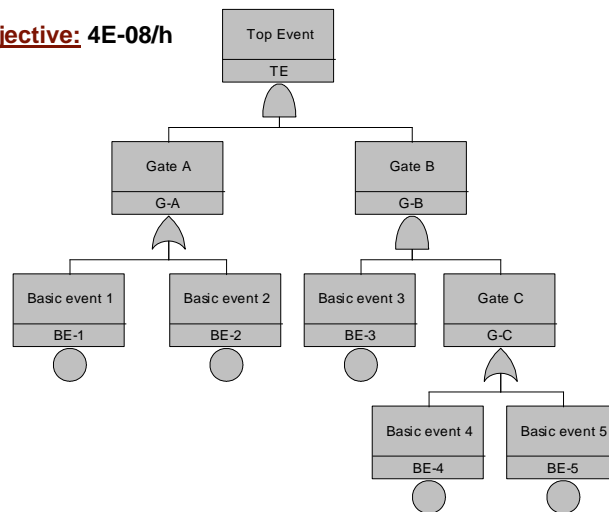 jective: 4E-08/h
Top Event
TE
Gate A
G-A
Gate B
G-B
Basic event 1
BE-1
Basic event 2
BE-2
Basic event 3
BE-3
Gate C
G-C
Basic event 4
BE-4
Basic event 5
BE-5